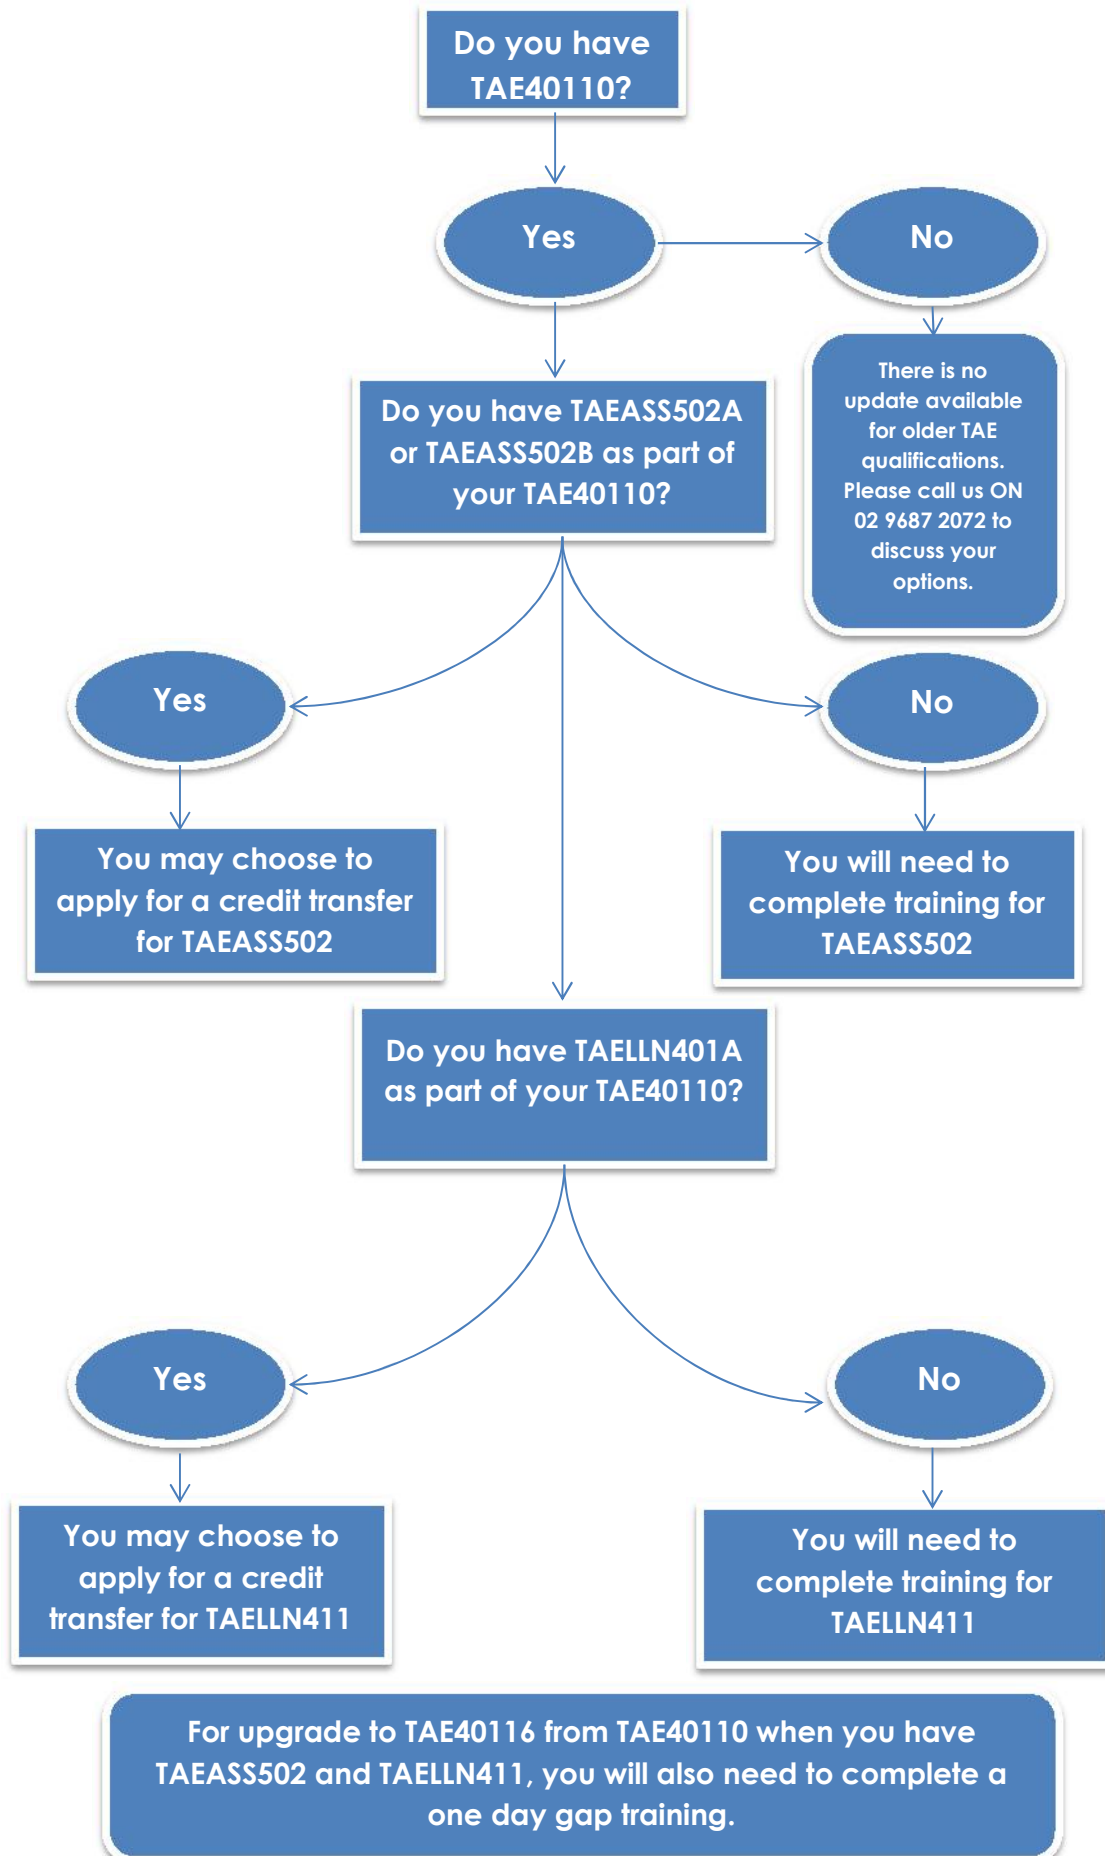 Do you have
TAE40110?
Yes
No
Do you have TAEASS502A
or TAEASS502B as part of
your TAE40110?
There is no
update available
for older TAE
qualifications.
Please call us ON
02 9687 2072 to
discuss your
options.
Yes
No
You may choose to
apply for a credit transfer
for TAEASS502
You will need to
complete training for
TAEASS502
Do you have TAELLN401A
as part of your TAE40110?
Yes
No
You may choose to
apply for a credit
transfer for TAELLN411
You will need to
complete training for
TAELLN411
For upgrade to TAE40116 from TAE40110 when you have
TAEASS502 and TAELLN411, you will also need to complete a
one day gap training.